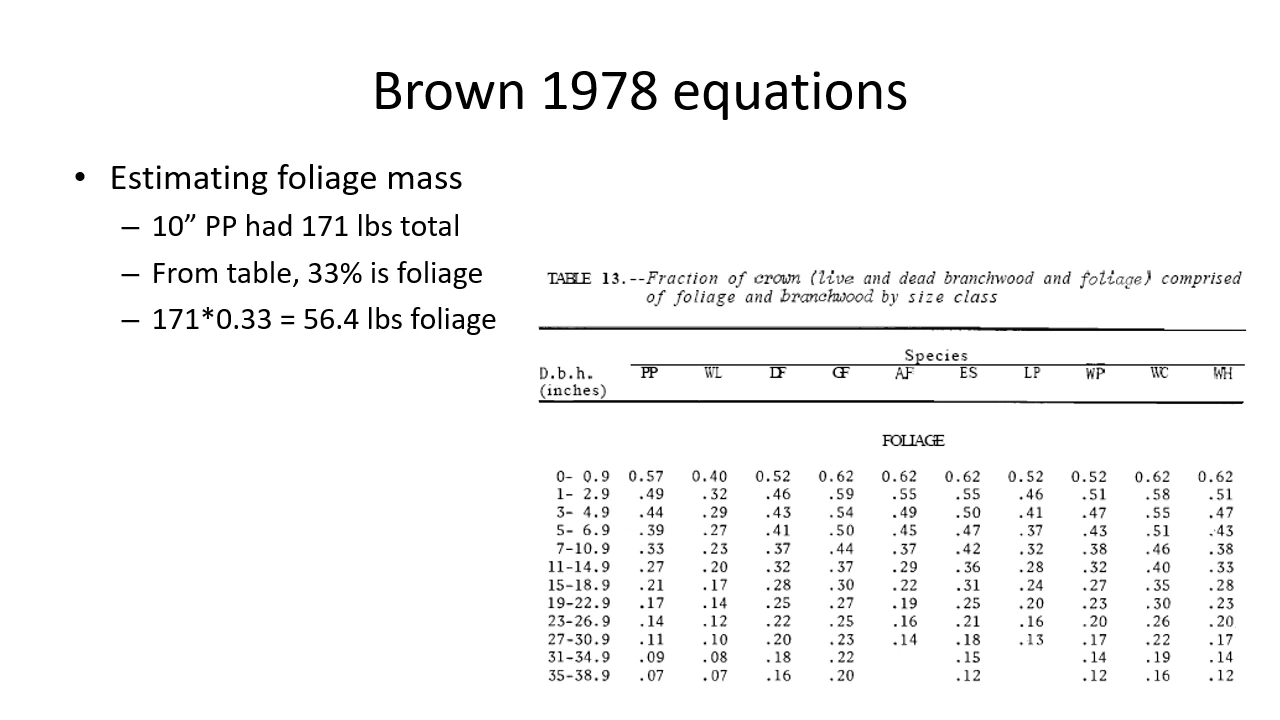 Brown 1978 equations
• Estimating foliage mass
– 10” PP had 171 lbs total
– From table, 33% is foliage
– 171*0.33 = 56.4 lbs foliage
TABLE 13.--Fraction of crown (live and dead branchwood and foliage) comprised
of foliage and branchwood by size class
Species
D.b.h. PP WL DF GF AF ES LP WP WC WH
(inches)
FOLIAGE
0- 0.9 0.57 0.40 0.52 0.62 0.62 0.62 0.52 0.52 0.62 0.62
1- 2.9 .49 .32 .46 .59 .55 .55 .46 .51 .58 .51
3- 4.9 .44 .29 .43 .54 .49 .50 .41 .47 .55 .47
5- 6.9 .39 .27 .41 .50 .45 .47 .37 .43 .51 .43
7-10.9 .33 .23 .37 .44 .37 .42 .32 .38 .46 .38
11-14.9 .27 .20 .32 .37 .29 .36 .28 .32 .40 .33
15-18.9 .21 .17 .28 .30 .22 .31 .24 .27 .35 .28
19-22.9 .17 .14 .25 .27 .19 .25 .20 .23 .30 .23
23-26.9 .14 .12 .22 .25 .16 .21 .16 .20 .26 .20
27-30.9 .11 .10 .20 .23 .14 .18 .13 .17 .22 .17
31-34.9 .09 .08 .18 .22 .15 .14 .19 .14
35-38.9 .07 .07 .16 .20 .12 .12 .16 .12